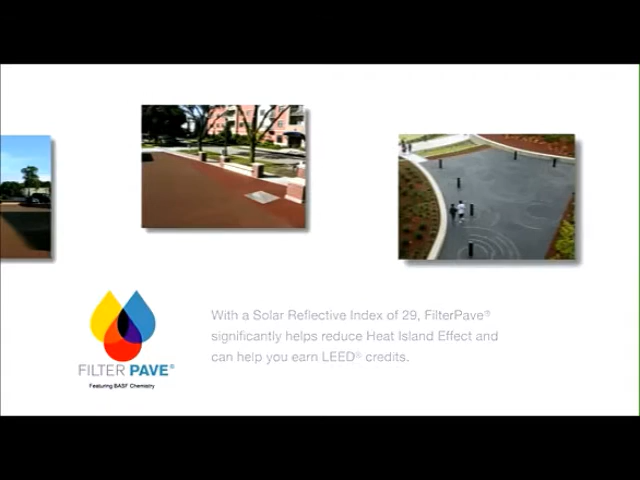 With a Solar Reflective Index of 29, FilterPave®
significantly helps reduce Heat Island Effect and
can help you earn LEED® credits.
FILTER PAVE®
Featuring BASF Chemistry